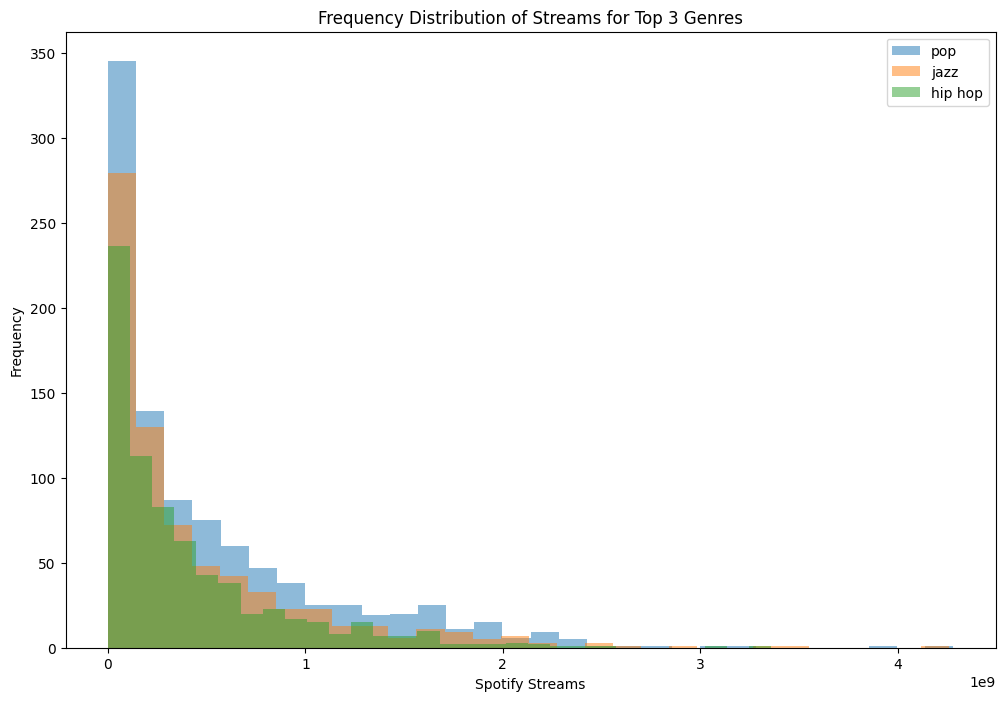 Frequency Distribution of Streams for Top 3 Genres
pop
jazz
hip hop
350
300
250
200
150
100
50
0
Frequency
0 1 2 3 4
1e9
Spotify Streams